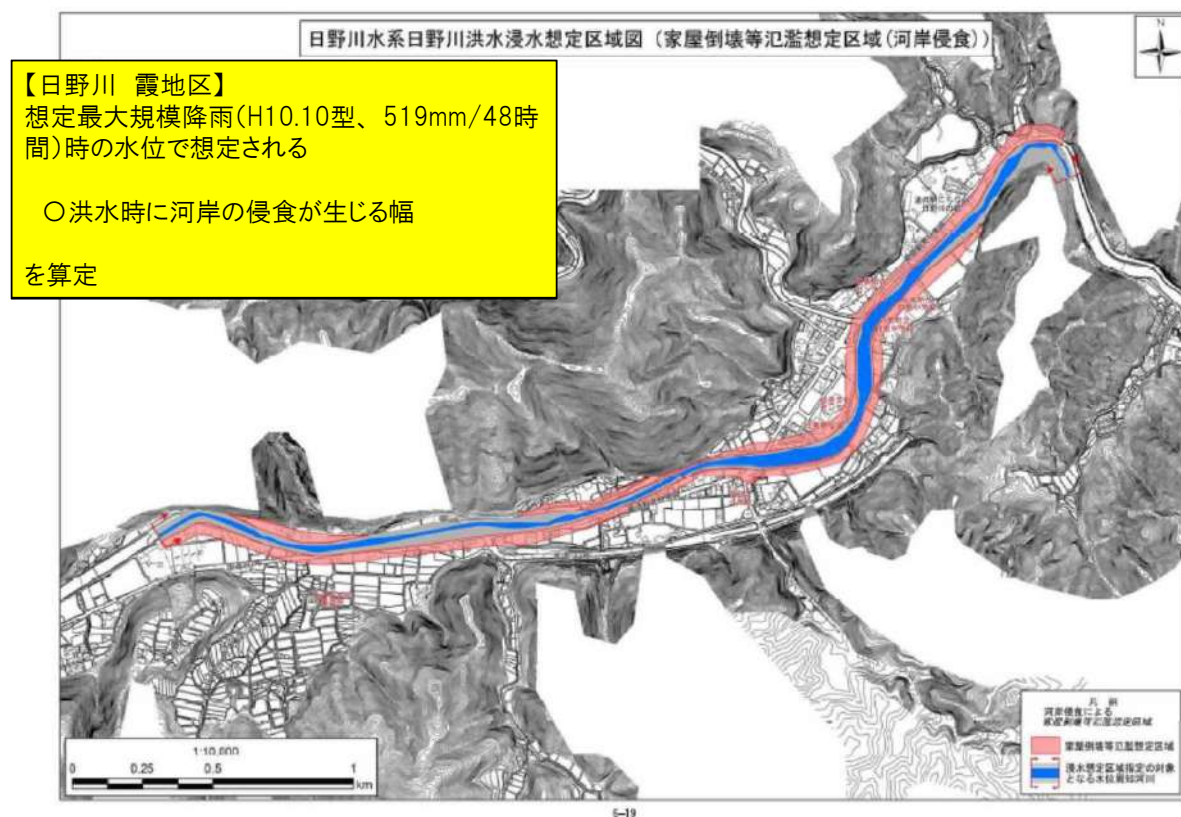 日野川水系日野川洪水浸水想定区域図（家屋倒壊等氾濫想定区域（河岸侵食））
N
【日野川　霞地区】
想定最大規模降雨(H10.10型、519mm/48時
間)時の水位で想定される
○洪水時に河岸の侵食が生じる幅
を算定
凡 例
河岸侵食による
家屋倒壊等氾濫想定区域
家屋倒壊等氾濫想定区域
浸水想定区域指定の対象
となる水位周知河川
1:10,000
0 0.25 0.5 1
km
6-19